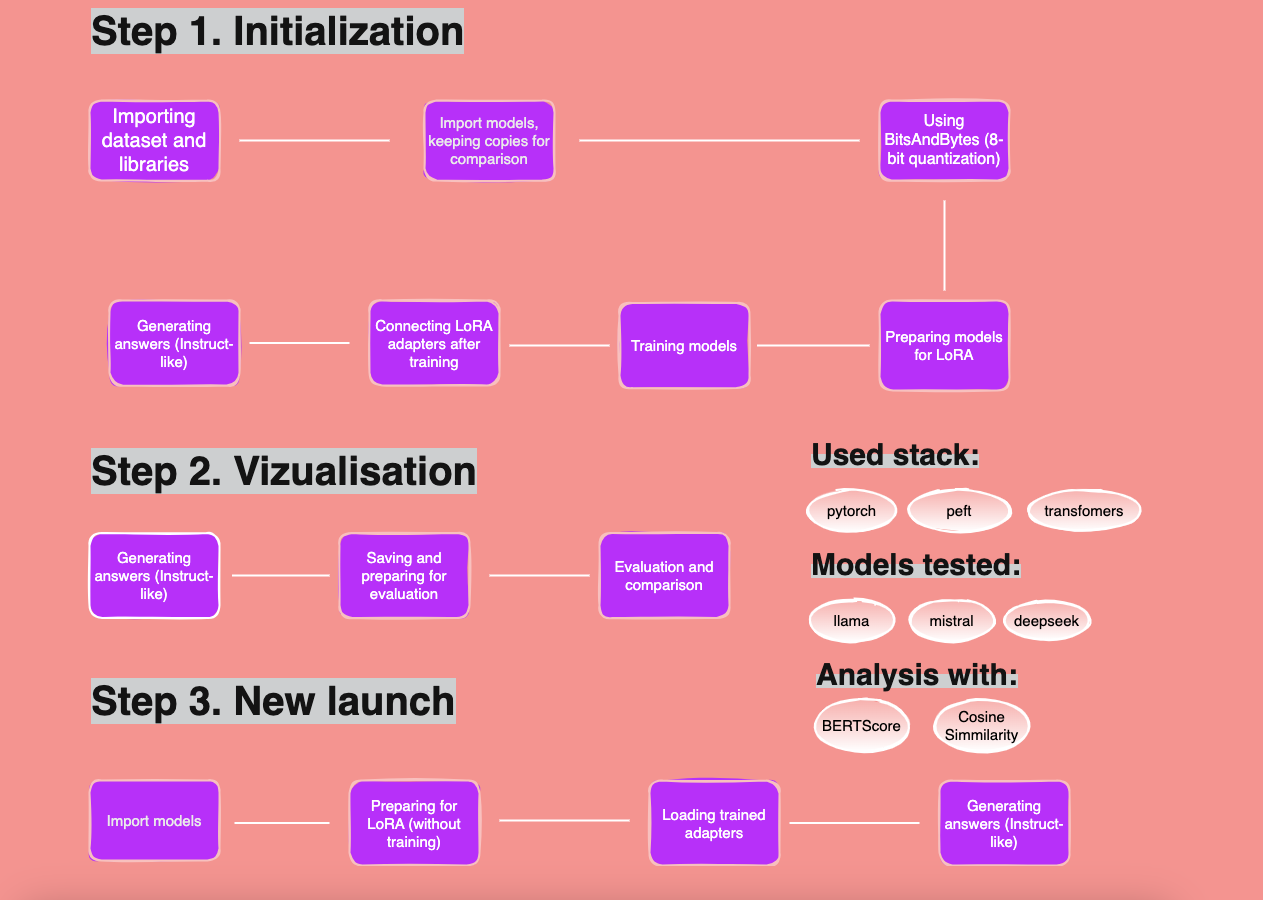 Step 1. Initialization
Importing
dataset and
libraries
Import models,
keeping copies for
comparison
Using
BitsAndBytes (8-
bit quantization)
Generating
answers (Instruct-
like)
Connecting LoRA
adapters after
training
Training models
Preparing models
for LoRA
Step 2. Vizualisation
Generating
answers (Instruct-
like)
Saving and
preparing for
evaluation
Evaluation and
comparison
Used stack:
pytorch
peft
transfomers
Models tested:
llama
mistral
deepseek
Analysis with:
BERTScore
Cosine
Simmilarity
Step 3. New launch
Import models
Preparing for
LoRA (without
training)
Loading trained
adapters
Generating
answers (Instruct-
like)